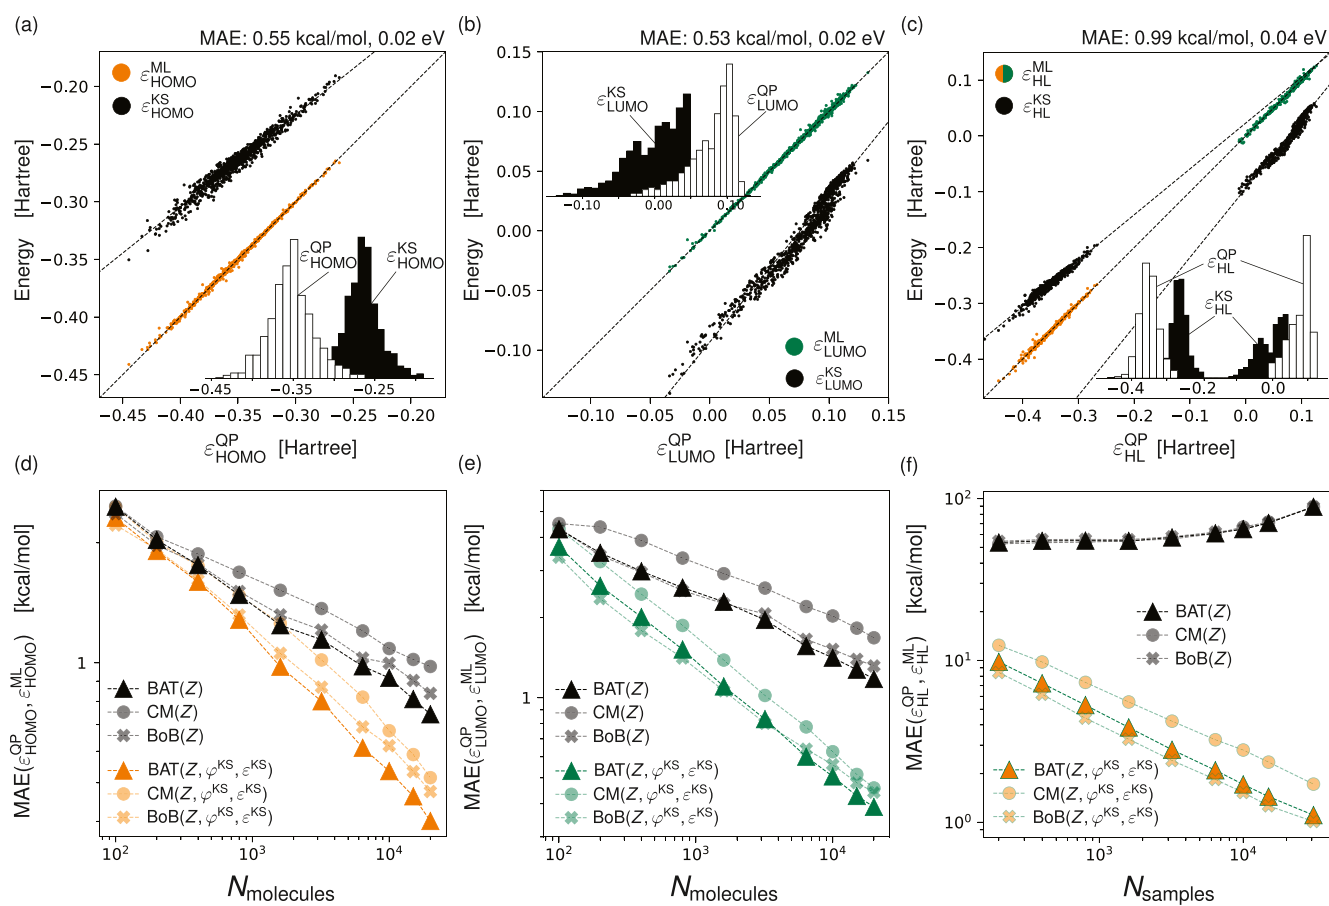 (a)
MAE: 0.55 kcal/mol, 0.02 eV
ε^ML_HOMO
ε^KS_HOMO
Energy [Hartree]
−0.20
−0.25
−0.30
−0.35
−0.40
−0.45
ε^QP_HOMO
ε^KS_HOMO
−0.45 −0.35 −0.25
−0.45 −0.40 −0.35 −0.30 −0.25 −0.20
ε^QP_HOMO [Hartree]
(b)
MAE: 0.53 kcal/mol, 0.02 eV
ε^KS_LUMO
ε^QP_LUMO
−0.10 0.00 0.10
Energy [Hartree]
0.15
0.10
0.05
0.00
−0.05
−0.10
ε^ML_LUMO
ε^KS_LUMO
−0.10 −0.05 0.00 0.05 0.10 0.15
ε^QP_LUMO [Hartree]
(c)
MAE: 0.99 kcal/mol, 0.04 eV
ε^ML_HL
ε^KS_HL
Energy [Hartree]
0.1
0.0
−0.1
−0.2
−0.3
−0.4
ε^QP_HL
ε^KS_HL
−0.4 −0.2 0.0
−0.4 −0.3 −0.2 −0.1 0.0 0.1
ε^QP_HL [Hartree]
(d)
MAE(ε^QP_HOMO, ε^ML_HOMO) [kcal/mol]
1
BAT(Z)
CM(Z)
BoB(Z)
BAT(Z, φ^KS, ε^KS)
CM(Z, φ^KS, ε^KS)
BoB(Z, φ^KS, ε^KS)
10^2 10^3 10^4
N_molecules
(e)
MAE(ε^QP_LUMO, ε^ML_LUMO) [kcal/mol]
1
BAT(Z)
CM(Z)
BoB(Z)
BAT(Z, φ^KS, ε^KS)
CM(Z, φ^KS, ε^KS)
BoB(Z, φ^KS, ε^KS)
10^2 10^3 10^4
N_molecules
(f)
MAE(ε^QP_HL, ε^ML_HL) [kcal/mol]
10^2
10^1
10^0
BAT(Z)
CM(Z)
BoB(Z)
BAT(Z, φ^KS, ε^KS)
CM(Z, φ^KS, ε^KS)
BoB(Z, φ^KS, ε^KS)
10^3 10^4
N_samples